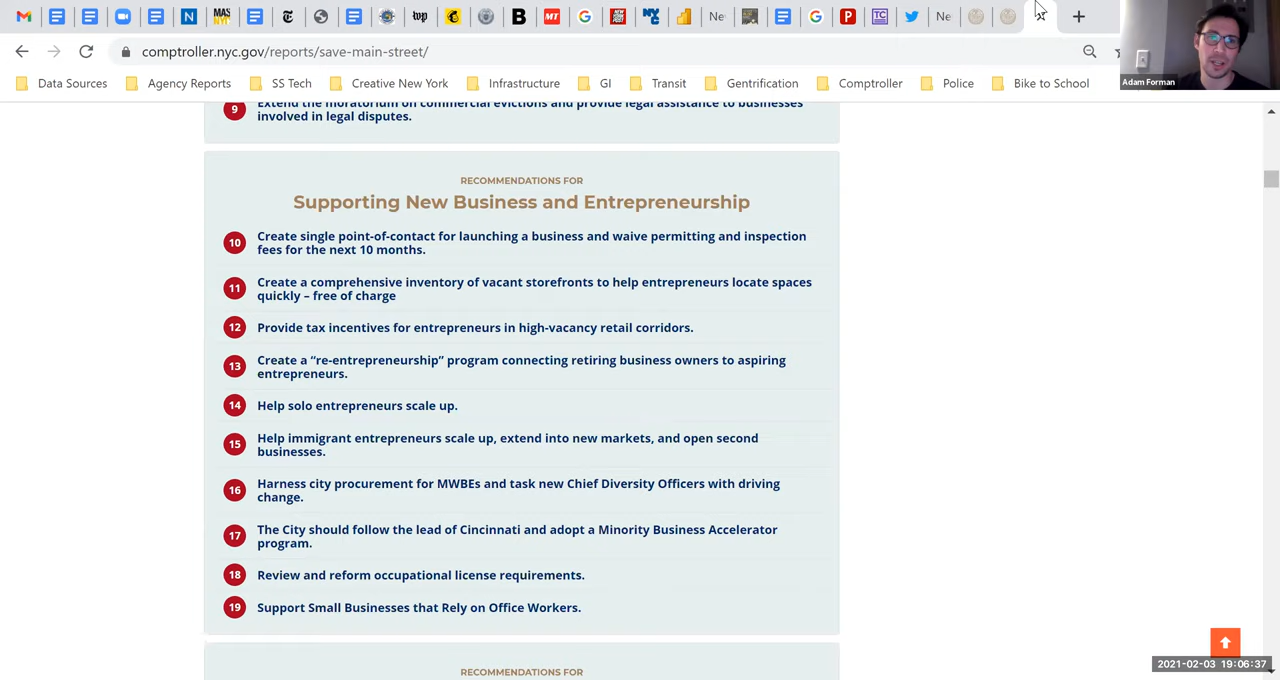 comptroller.nyc.gov/reports/save-main-street/
Data Sources
Agency Reports
SS Tech
Creative New York
Infrastructure
GI
Transit
Gentrification
Comptroller
Police
Bike to School
Adam Forman
9 Extend the moratorium on commercial evictions and provide legal assistance to businesses
involved in legal disputes.
RECOMMENDATIONS FOR
Supporting New Business and Entrepreneurship
10 Create single point-of-contact for launching a business and waive permitting and inspection
fees for the next 10 months.
11 Create a comprehensive inventory of vacant storefronts to help entrepreneurs locate spaces
quickly – free of charge
12 Provide tax incentives for entrepreneurs in high-vacancy retail corridors.
13 Create a “re-entrepreneurship” program connecting retiring business owners to aspiring
entrepreneurs.
14 Help solo entrepreneurs scale up.
15 Help immigrant entrepreneurs scale up, extend into new markets, and open second
businesses.
16 Harness city procurement for MWBEs and task new Chief Diversity Officers with driving
change.
17 The City should follow the lead of Cincinnati and adopt a Minority Business Accelerator
program.
18 Review and reform occupational license requirements.
19 Support Small Businesses that Rely on Office Workers.
RECOMMENDATIONS FOR
2021-02-03 19:06:37